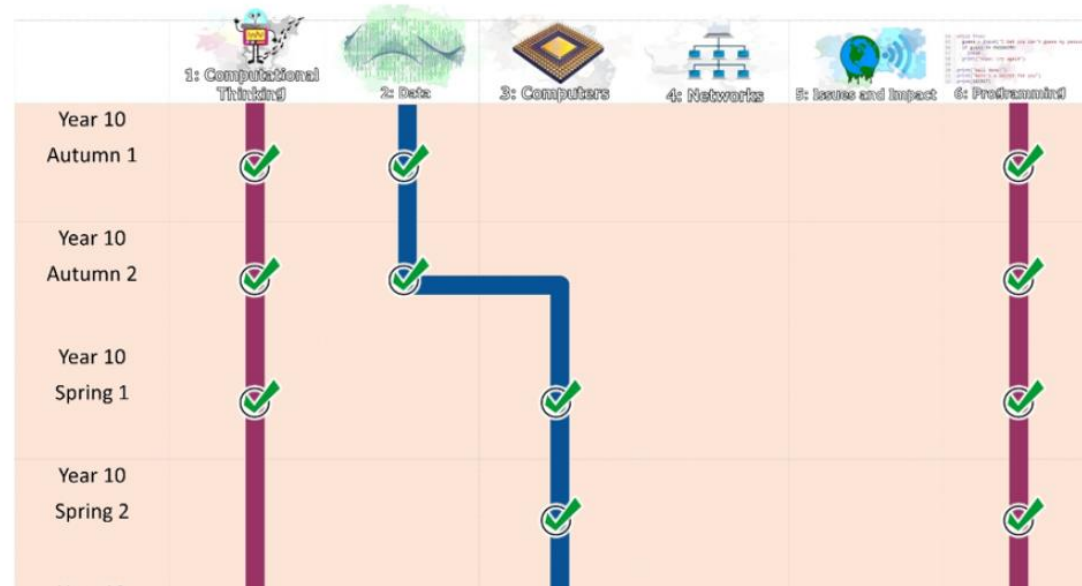 1: Computational
Thinking
2: Data
3: Computers
4: Networks
5: Issues and Impact
6: Programming
Year 10
Autumn 1
Year 10
Autumn 2
Year 10
Spring 1
Year 10
Spring 2